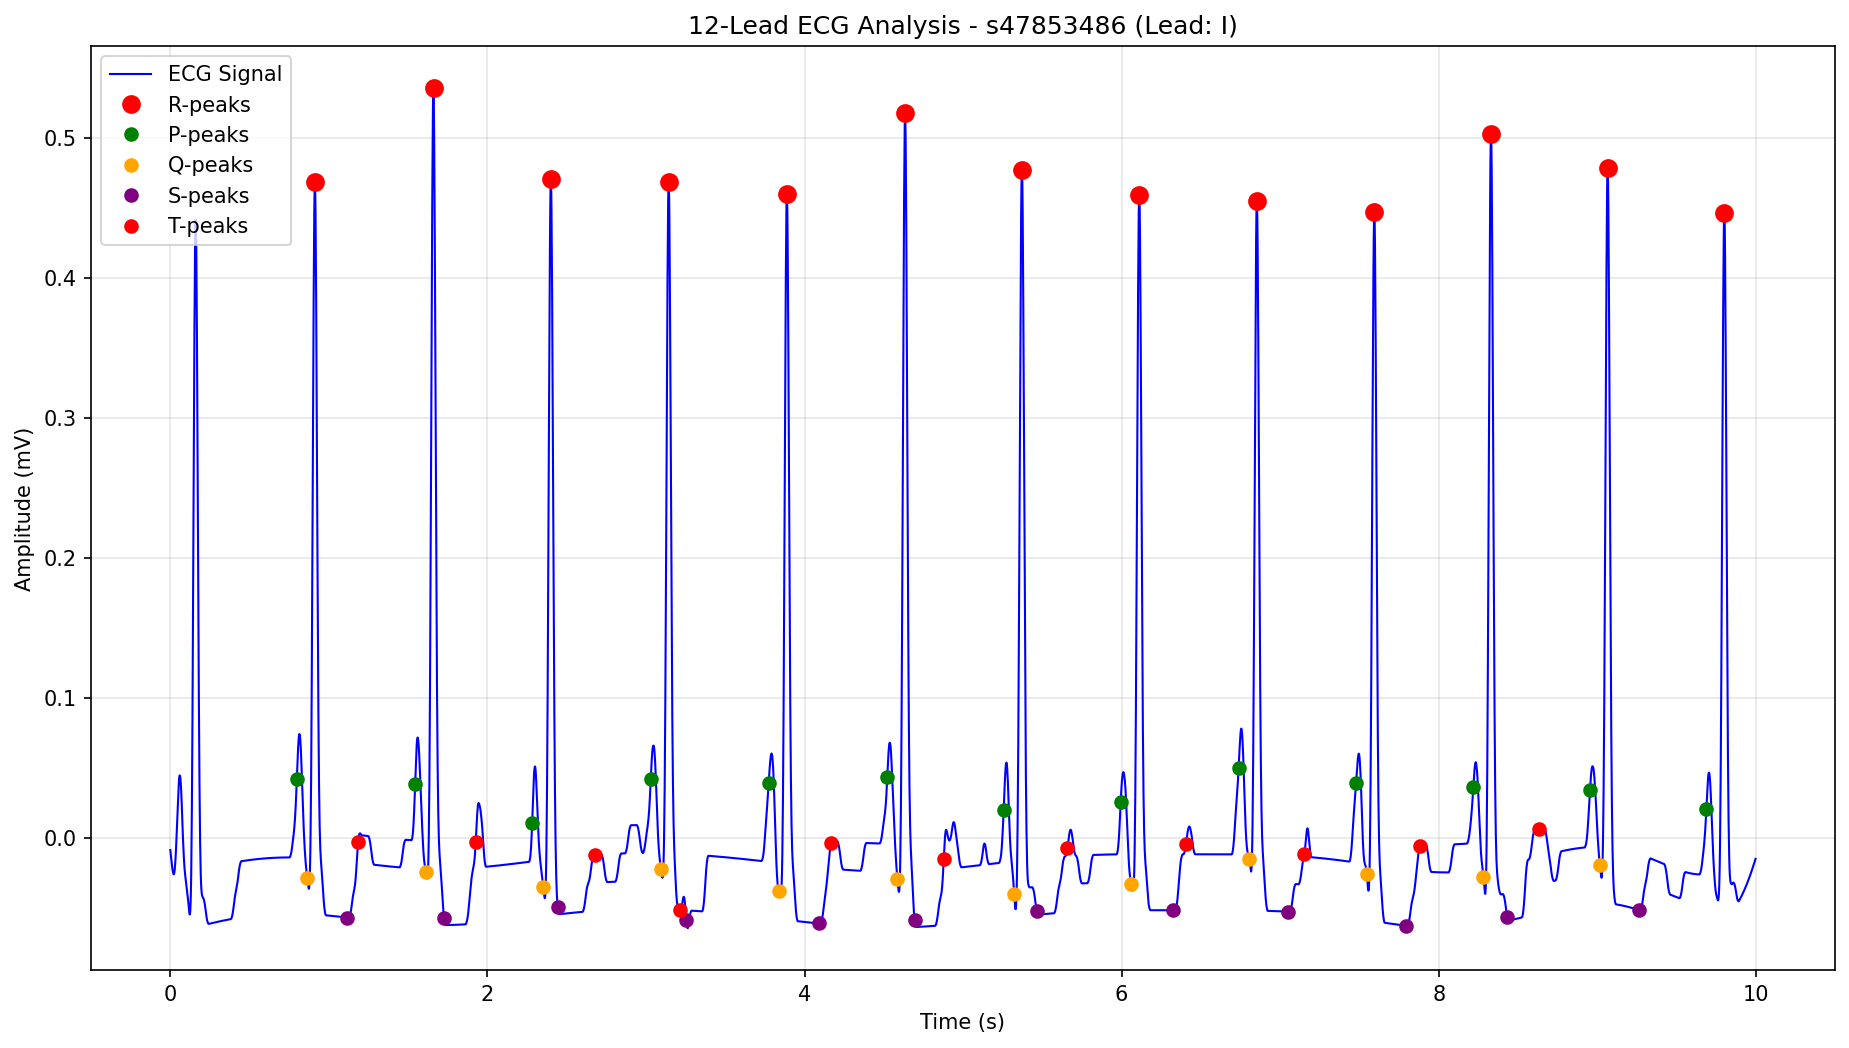 12-Lead ECG Analysis - s47853486 (Lead: I)
ECG Signal
R-peaks
P-peaks
Q-peaks
S-peaks
T-peaks
Amplitude (mV)
0.5
0.4
0.3
0.2
0.1
0.0
0 2 4 6 8 10
Time (s)